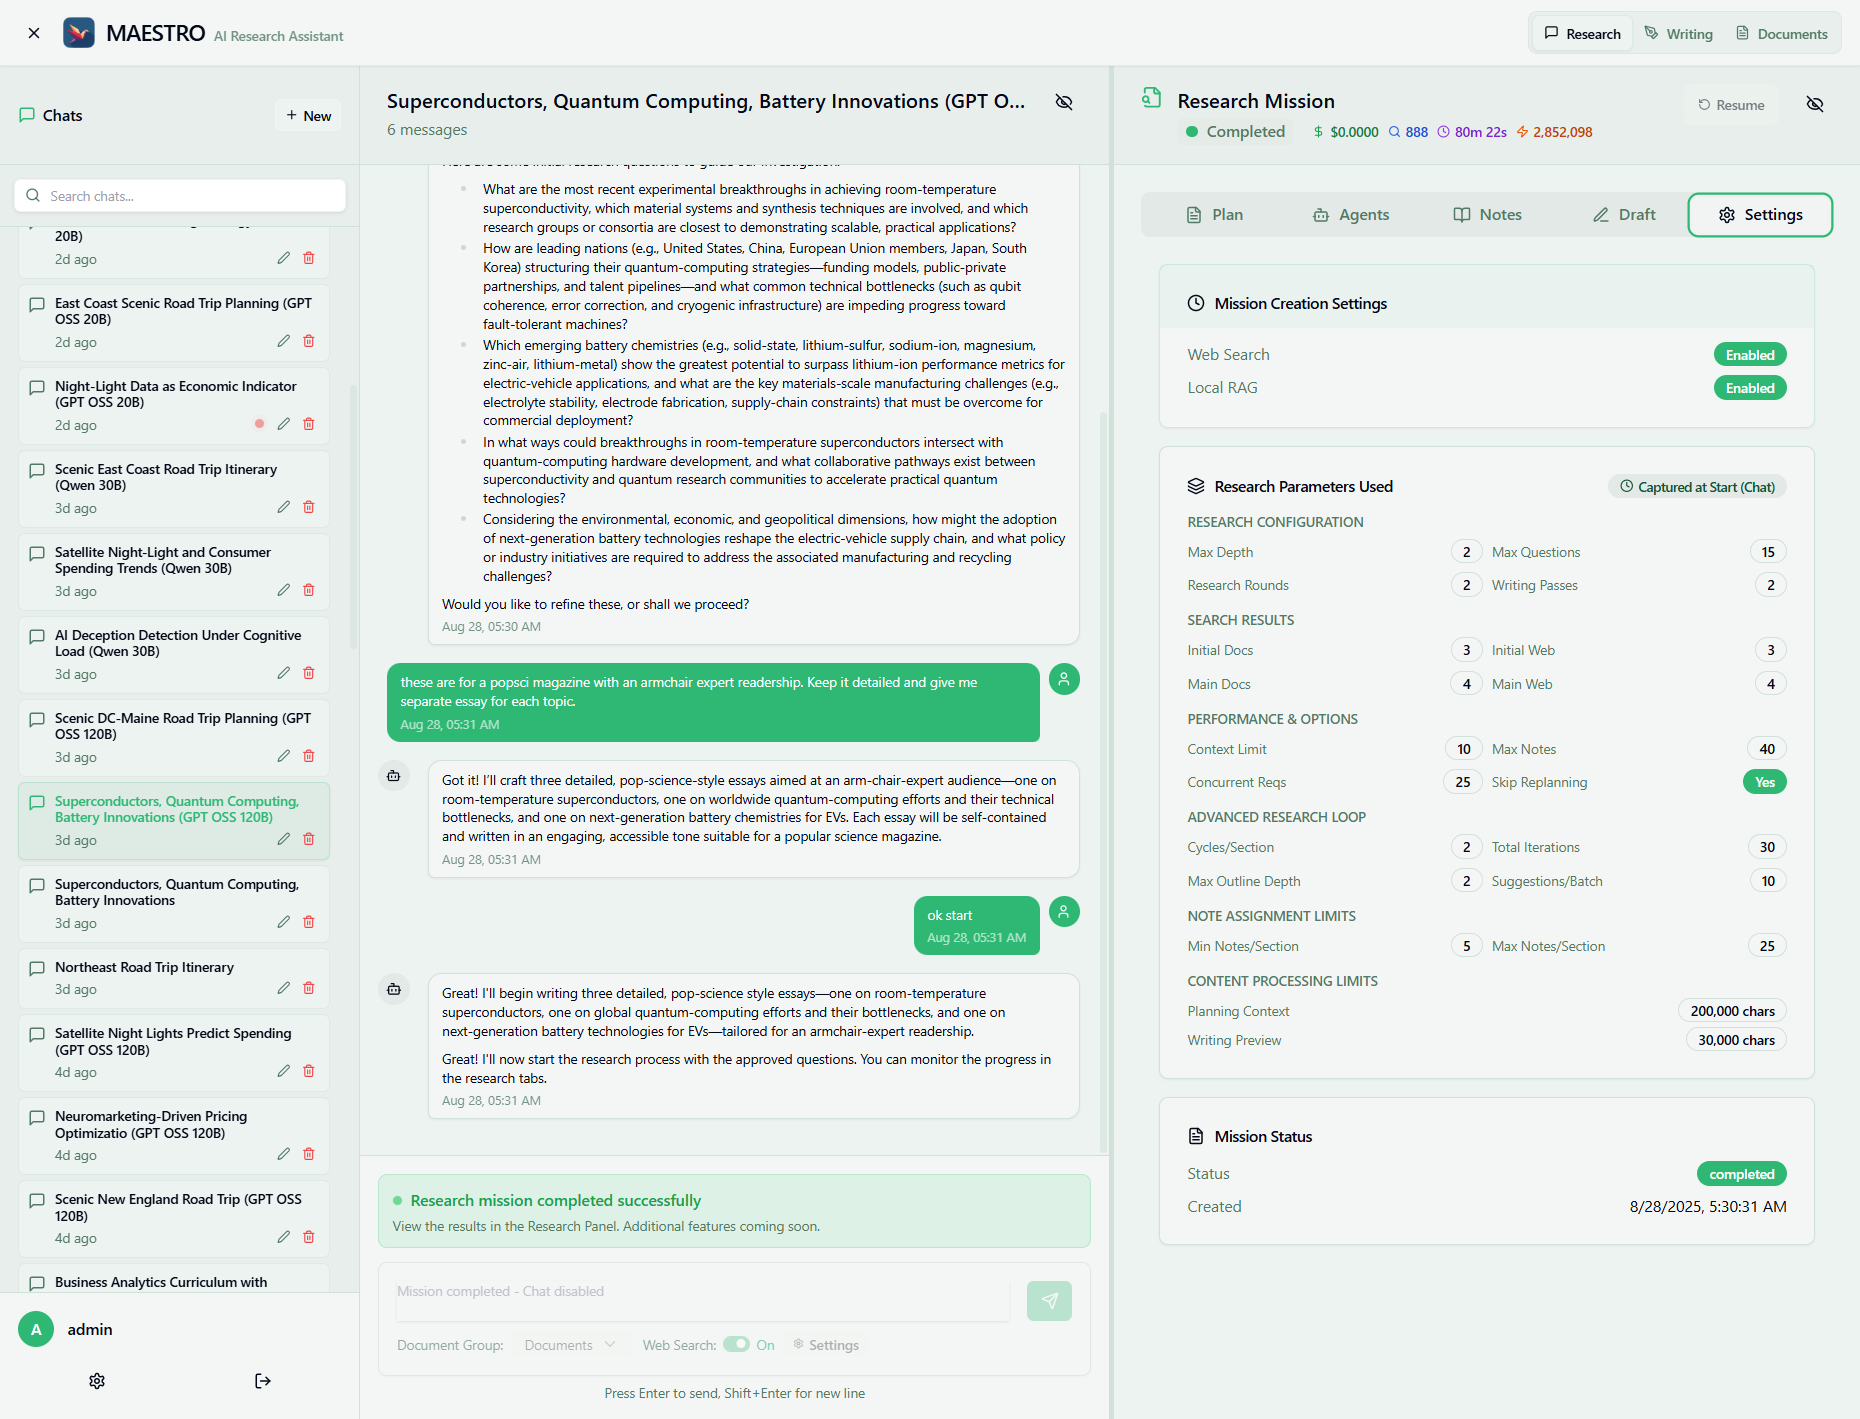 MAESTRO AI Research Assistant
Research
Writing
Documents
Chats
+ New
Search chats...
20B)
2d ago
East Coast Scenic Road Trip Planning (GPT
OSS 20B)
2d ago
Night-Light Data as Economic Indicator
(GPT OSS 20B)
2d ago
Scenic East Coast Road Trip Itinerary
(Qwen 30B)
3d ago
Satellite Night-Light and Consumer
Spending Trends (Qwen 30B)
3d ago
AI Deception Detection Under Cognitive
Load (Qwen 30B)
3d ago
Scenic DC-Maine Road Trip Planning (GPT
OSS 120B)
3d ago
Superconductors, Quantum Computing,
Battery Innovations (GPT OSS 120B)
3d ago
Superconductors, Quantum Computing,
Battery Innovations
3d ago
Northeast Road Trip Itinerary
3d ago
Satellite Night Lights Predict Spending
(GPT OSS 120B)
4d ago
Neuromarketing-Driven Pricing
Optimizatio (GPT OSS 120B)
4d ago
Scenic New England Road Trip (GPT OSS
120B)
4d ago
Business Analytics Curriculum with
A admin
Superconductors, Quantum Computing, Battery Innovations (GPT O...
6 messages
Here are some initial research questions to guide our investigation:
What are the most recent experimental breakthroughs in achieving room-temperature
superconductivity, which material systems and synthesis techniques are involved, and which
research groups or consortia are closest to demonstrating scalable, practical applications?
How are leading nations (e.g., United States, China, European Union members, Japan, South
Korea) structuring their quantum-computing strategies—funding models, public-private
partnerships, and talent pipelines—and what common technical bottlenecks (such as qubit
coherence, error correction, and cryogenic infrastructure) are impeding progress toward
fault-tolerant machines?
Which emerging battery chemistries (e.g., solid-state, lithium-sulfur, sodium-ion, magnesium,
zinc-air, lithium-metal) show the greatest potential to surpass lithium-ion performance metrics for
electric-vehicle applications, and what are the key materials-scale manufacturing challenges (e.g.,
electrolyte stability, electrode fabrication, supply-chain constraints) that must be overcome for
commercial deployment?
In what ways could breakthroughs in room-temperature superconductors intersect with
quantum-computing hardware development, and what collaborative pathways exist between
superconductivity and quantum research communities to accelerate practical quantum
technologies?
Considering the environmental, economic, and geopolitical dimensions, how might the adoption
of next-generation battery technologies reshape the electric-vehicle supply chain, and what policy
or industry initiatives are required to address the associated manufacturing and recycling
challenges?
Would you like to refine these, or shall we proceed?
Aug 28, 05:30 AM
these are for a popsci magazine with an armchair expert readership. Keep it detailed and give me
separate essay for each topic.
Aug 28, 05:31 AM
Got it! I'll craft three detailed, pop-science-style essays aimed at an arm-chair-expert audience—one on
room-temperature superconductors, one on worldwide quantum-computing efforts and their technical
bottlenecks, and one on next-generation battery chemistries for EVs. Each essay will be self-contained
and written in an engaging, accessible tone suitable for a popular science magazine.
Aug 28, 05:31 AM
ok start
Aug 28, 05:31 AM
Great! I'll begin writing three detailed, pop-science style essays—one on room-temperature
superconductors, one on global quantum-computing efforts and their bottlenecks, and one on
next-generation battery technologies for EVs—tailored for an armchair-expert readership.
Great! I'll now start the research process with the approved questions. You can monitor the progress in
the research tabs.
Aug 28, 05:31 AM
Research mission completed successfully
View the results in the Research Panel. Additional features coming soon.
Mission completed - Chat disabled
Document Group: Documents Web Search: On Settings
Press Enter to send, Shift+Enter for new line
Research Mission
Resume
Completed $ $0.0000 888 80m 22s 2,852,098
Plan
Agents
Notes
Draft
Settings
Mission Creation Settings
Web Search Enabled
Local RAG Enabled
Research Parameters Used Captured at Start (Chat)
RESEARCH CONFIGURATION
Max Depth 2 Max Questions 15
Research Rounds 2 Writing Passes 2
SEARCH RESULTS
Initial Docs 3 Initial Web 3
Main Docs 4 Main Web 4
PERFORMANCE & OPTIONS
Context Limit 10 Max Notes 40
Concurrent Reqs 25 Skip Replanning Yes
ADVANCED RESEARCH LOOP
Cycles/Section 2 Total Iterations 30
Max Outline Depth 2 Suggestions/Batch 10
NOTE ASSIGNMENT LIMITS
Min Notes/Section 5 Max Notes/Section 25
CONTENT PROCESSING LIMITS
Planning Context 200,000 chars
Writing Preview 30,000 chars
Mission Status
Status completed
Created 8/28/2025, 5:30:31 AM